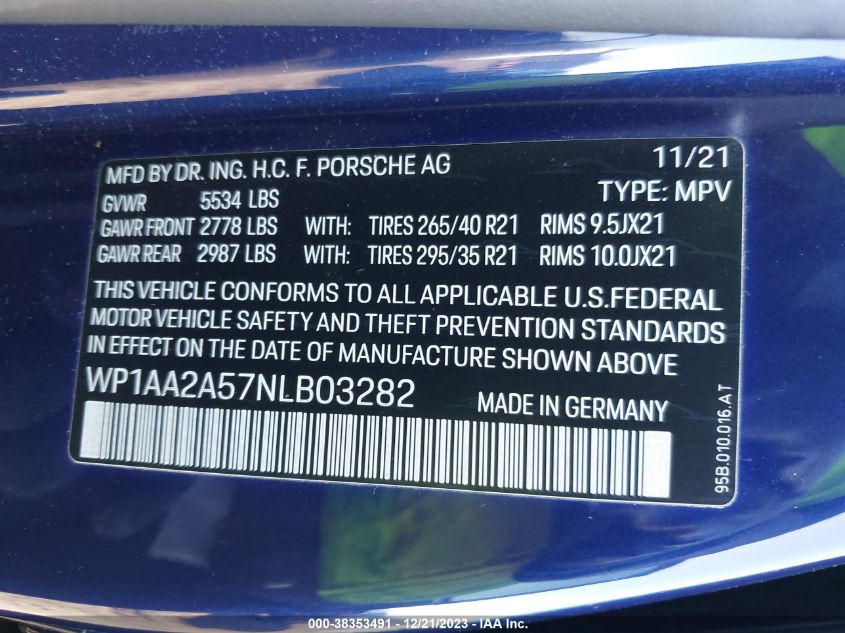 MFD BY DR. ING. H.C. F. PORSCHE AG 11/21
GVWR 5534 LBS TYPE: MPV
GAWR FRONT 2778 LBS WITH: TIRES 265/40 R21 RIMS 9.5JX21
GAWR REAR 2987 LBS WITH: TIRES 295/35 R21 RIMS 10.0JX21
THIS VEHICLE CONFORMS TO ALL APPLICABLE U.S.FEDERAL
MOTOR VEHICLE SAFETY AND THEFT PREVENTION STANDARDS
IN EFFECT ON THE DATE OF MANUFACTURE SHOWN ABOVE
WP1AA2A57NLB03282 MADE IN GERMANY
95B.010.016.AT
000-38353491 - 12/21/2023 - IAA Inc.